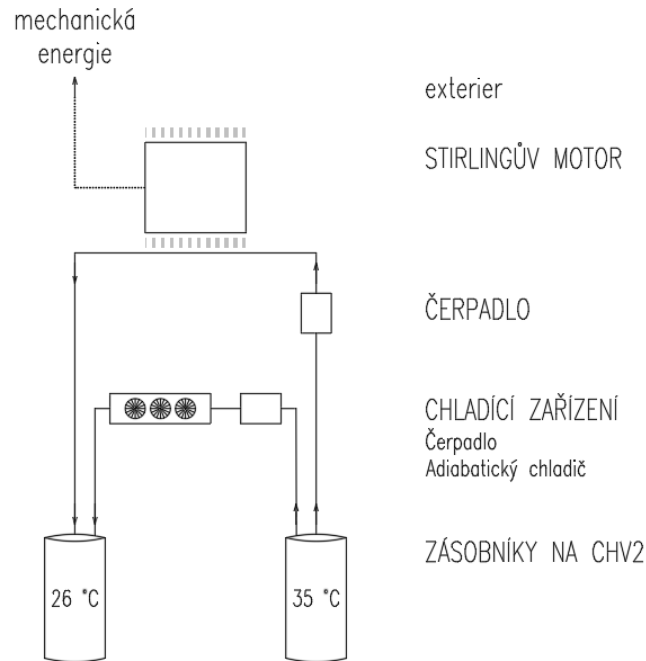 mechanická
energie
exterier
STIRLINGŮV MOTOR
ČERPADLO
CHLADÍCÍ ZAŘÍZENÍ
Čerpadlo
Adiabatický chladič
ZÁSOBNÍKY NA CHV2
26 °C
35 °C